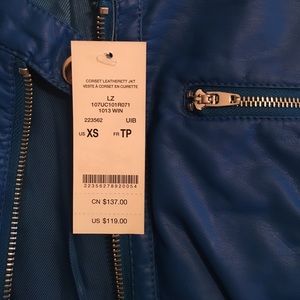 CORSET LEATHERETT JKT
VESTE À CORSET EN CUIRETTE
LZ
107UC101R071
1013 WIN
223562 UIB
US XS FR TP
22356278920054
CN $137.00
US $119.00